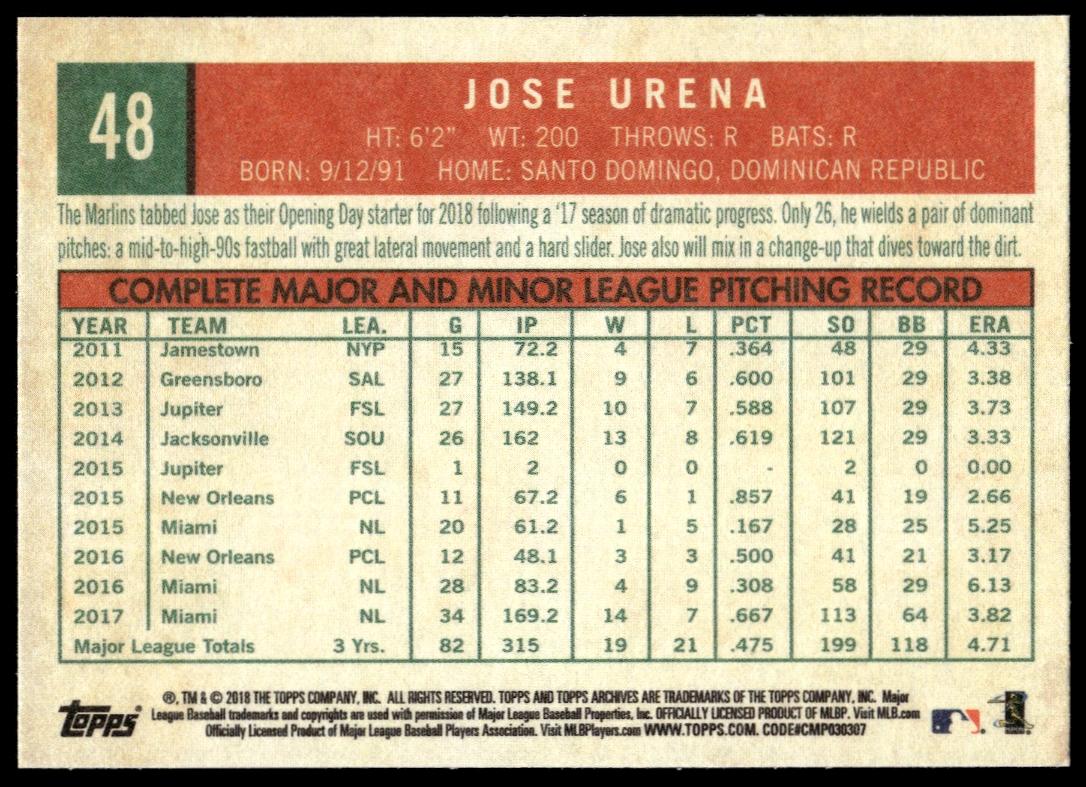 48
JOSE URENA
HT: 6'2" WT: 200 THROWS: R BATS: R
BORN: 9/12/91 HOME: SANTO DOMINGO, DOMINICAN REPUBLIC
The Marlins tabbed Jose as their Opening Day starter for 2018 following a '17 season of dramatic progress. Only 26, he wields a pair of dominant
pitches: a mid-to-high-90s fastball with great lateral movement and a hard slider. Jose also will mix in a change-up that dives toward the dirt.
COMPLETE MAJOR AND MINOR LEAGUE PITCHING RECORD
YEAR TEAM LEA. G IP W L PCT SO BB ERA
2011 Jamestown NYP 15 72.2 4 7 .364 48 29 4.33
2012 Greensboro SAL 27 138.1 9 6 .600 101 29 3.38
2013 Jupiter FSL 27 149.2 10 7 .588 107 29 3.73
2014 Jacksonville SOU 26 162 13 8 .619 121 29 3.33
2015 Jupiter FSL 1 2 0 0 - 2 0 0.00
2015 New Orleans PCL 11 67.2 6 1 .857 41 19 2.66
2015 Miami NL 20 61.2 1 5 .167 28 25 5.25
2016 New Orleans PCL 12 48.1 3 3 .500 41 21 3.17
2016 Miami NL 28 83.2 4 9 .308 58 29 6.13
2017 Miami NL 34 169.2 14 7 .667 113 64 3.82
Major League Totals 3 Yrs. 82 315 19 21 .475 199 118 4.71
topps
®, TM & © 2018 THE TOPPS COMPANY, INC. ALL RIGHTS RESERVED. TOPPS AND TOPPS ARCHIVES ARE TRADEMARKS OF THE TOPPS COMPANY, INC. Major
League Baseball trademarks and copyrights are used with permission of Major League Baseball Properties, Inc. OFFICIALLY LICENSED PRODUCT OF MLBP. Visit MLB.com
Officially Licensed Product of Major League Baseball Players Association. Visit MLBPlayers.com WWW.TOPPS.COM. CODE#CMP030307